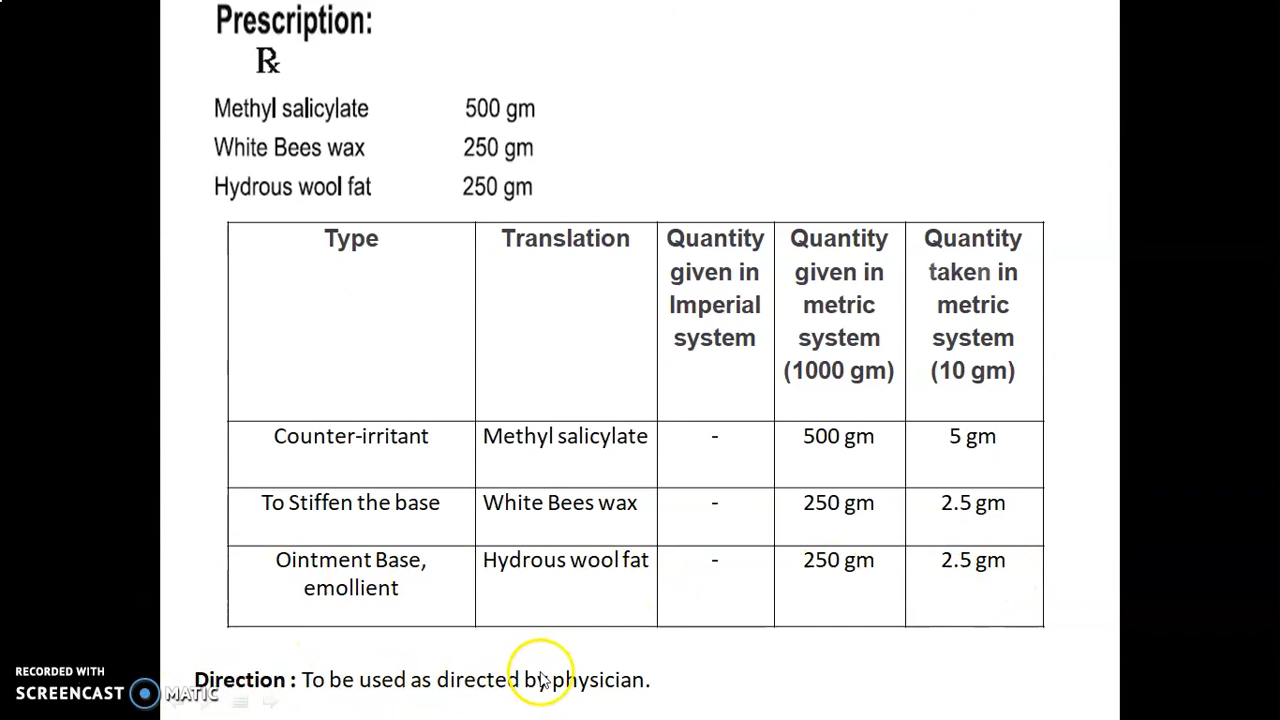 Prescription:
℞
Methyl salicylate 500 gm
White Bees wax 250 gm
Hydrous wool fat 250 gm
Type Translation Quantity given in Imperial system Quantity given in metric system (1000 gm) Quantity taken in metric system (10 gm)
Counter-irritant Methyl salicylate - 500 gm 5 gm
To Stiffen the base White Bees wax - 250 gm 2.5 gm
Ointment Base, emollient Hydrous wool fat - 250 gm 2.5 gm
Direction : To be used as directed by physician.
RECORDED WITH
SCREENCAST MATIC